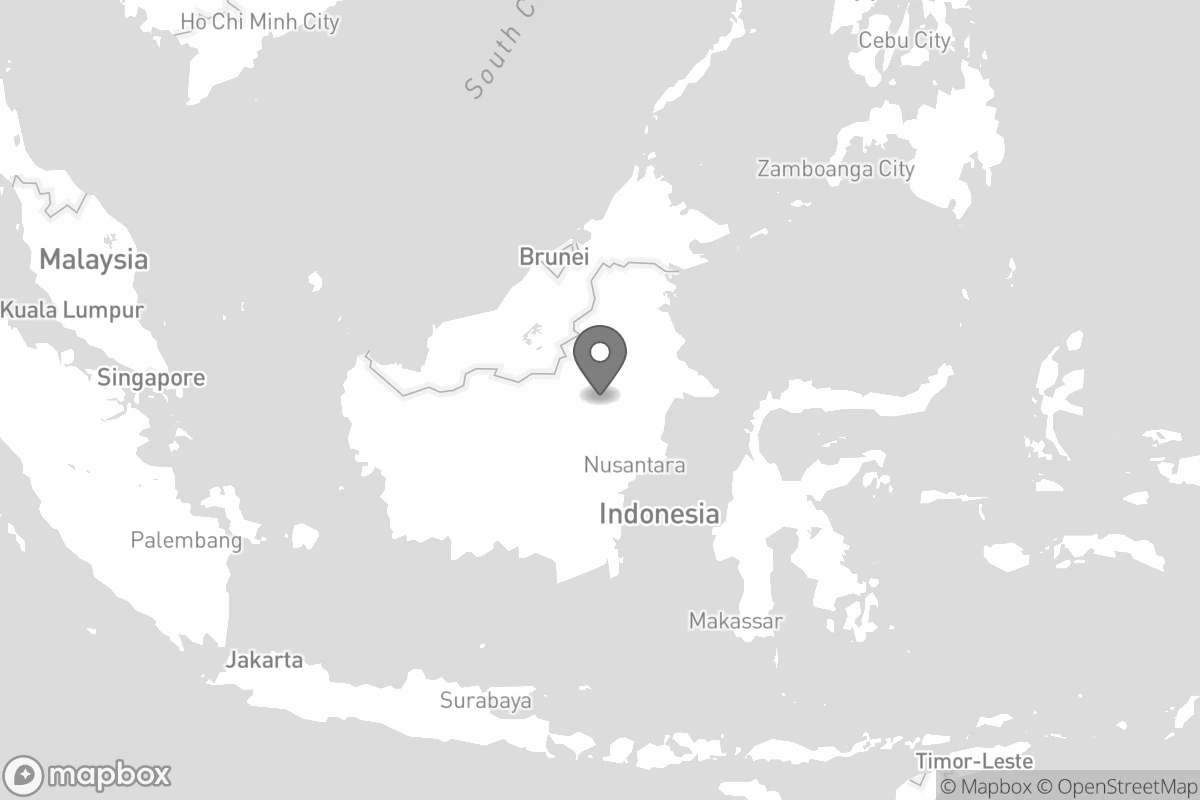 Ho Chi Minh City
South C
Cebu City
Zamboanga City
Malaysia
Brunei
Kuala Lumpur
Singapore
Nusantara
Indonesia
Palembang
Makassar
Jakarta
Surabaya
Timor-Leste
mapbox
© Mapbox © OpenStreetMap